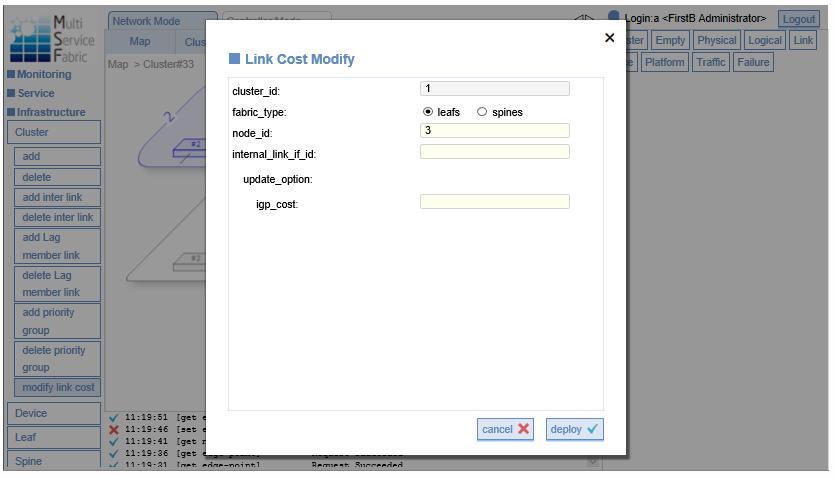 Multi
Service
Fabric
Network Mode
Controller Mode
Login:a <FirstB Administrator>
Logout
Map
Clus
Empty
Physical
Logical
Link
Platform
Traffic
Failure
Map > Cluster#33
Monitoring
Service
Infrastructure
Cluster
add
delete
add inter link
delete inter link
add Lag
member link
delete Lag
member link
add priority
group
delete priority
group
modify link cost
Device
Leaf
Spine
2
#2
#2
Link Cost Modify
cluster_id:
1
fabric_type:
leafs
spines
node_id:
3
internal_link_if_id:
update_option:
igp_cost:
cancel
deploy
11:19:51 [get e
11:19:46 [set e
11:19:41 [get n
11:19:36 [get edge-point] Request Succeeded
11:19:31 [get edge-point] Request Succeeded